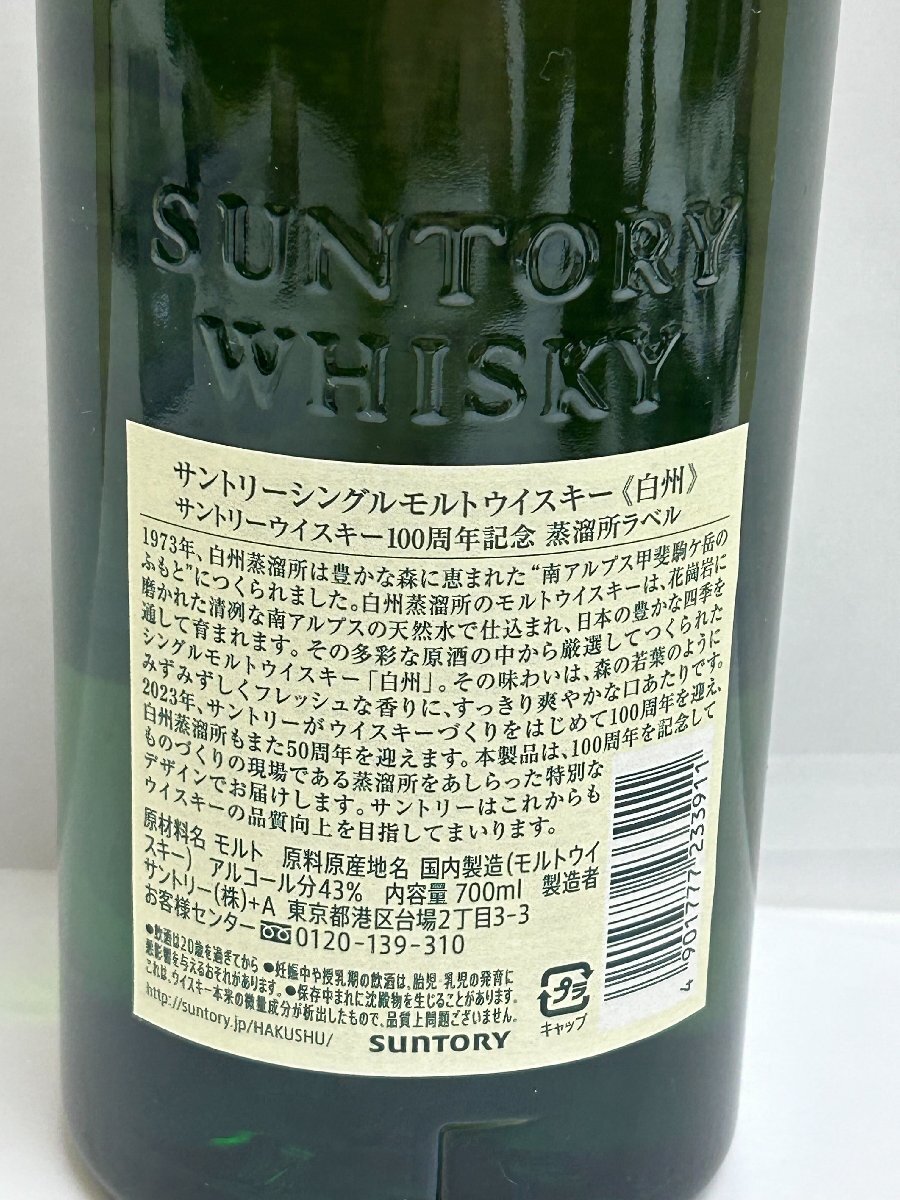 SUNTORY
WHISKY
サントリーシングルモルトウイスキー《白州》
サントリーウイスキー100周年記念 蒸溜所ラベル
1973年、白州蒸溜所は豊かな森に恵まれた“南アルプス甲斐駒ケ岳の
ふもと”につくられました。白州蒸溜所のモルトウイスキーは、花崗岩に
磨かれた清冽な南アルプスの天然水で仕込まれ、日本の豊かな四季を
通して育まれます。その多彩な原酒の中から厳選してつくられた
シングルモルトウイスキー「白州」。その味わいは、森の若葉のように
みずみずしくフレッシュな香りに、すっきり爽やかな口あたりです。
2023年、サントリーがウイスキーづくりをはじめて100周年を迎え、
白州蒸溜所もまた50周年を迎えます。本製品は、100周年を記念して
ものづくりの現場である蒸溜所をあしらった特別な
デザインでお届けします。サントリーはこれからも
ウイスキーの品質向上を目指してまいります。
原材料名 モルト 原料原産地名 国内製造(モルトウイ
スキー) アルコール分43% 内容量 700ml 製造者
サントリー(株)+A 東京都港区台場2丁目3-3
お客様センター 0120-139-310
●飲酒は20歳を過ぎてから ●妊娠中や授乳期の飲酒は、胎児・乳児の発育に
悪影響を与えるおそれがあります。●保存中まれに沈殿物を生じることがあります。
これは、ウイスキー本来の微量成分が析出したもので、品質上問題ございません。
http://suntory.jp/HAKUSHU/
SUNTORY
プラ
キャップ
4 901777 233911